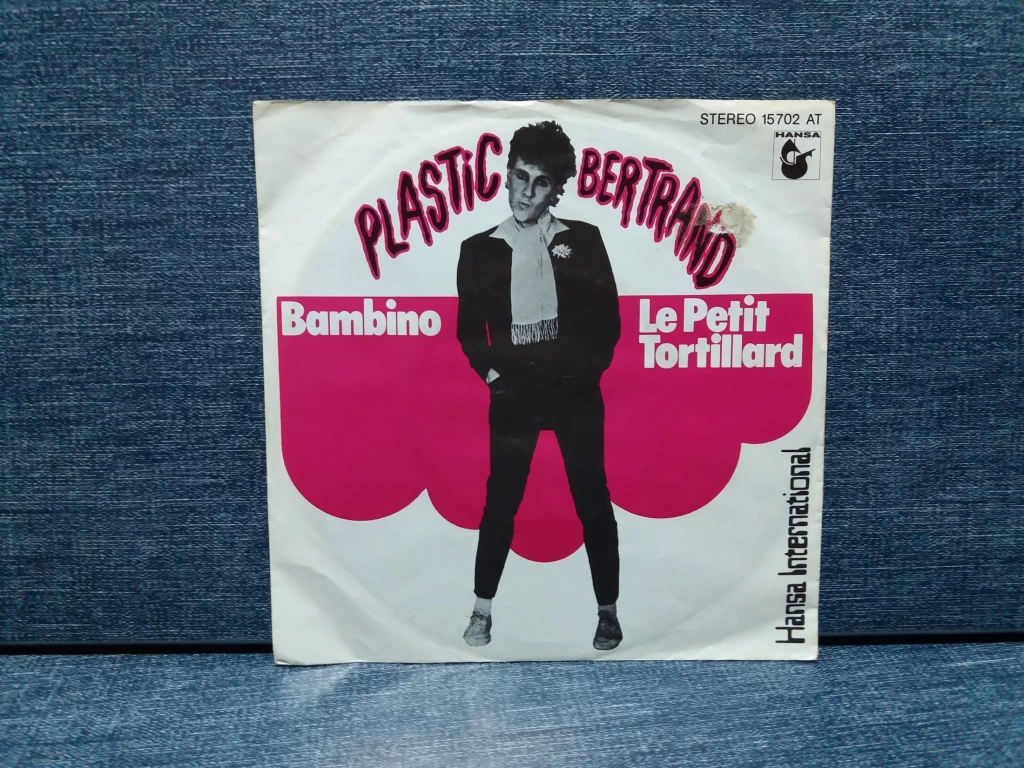 STEREO 15702 AT
HANSA
PLASTiC BERTRAND
Bambino
Le Petit
Tortillard
Hansa International